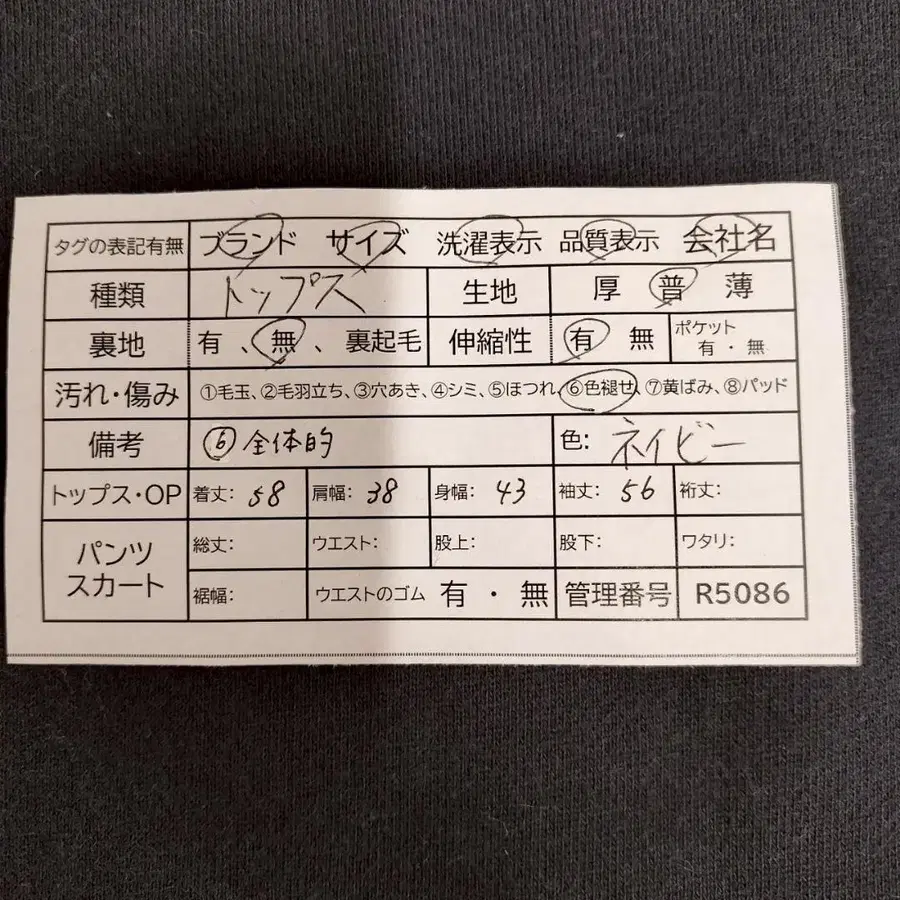 タグの表記有無 ブランド サイズ 洗濯表示 品質表示 会社名
種類 トップス 生地 厚 普 薄
裏地 有 、 無 、 裏起毛 伸縮性 有 無 ポケット 有 ・ 無
汚れ・傷み ①毛玉、②毛羽立ち、③穴あき、④シミ、⑤ほつれ、⑥色褪せ、⑦黄ばみ、⑧パッド
備考 ⑥ 全体的 色: ネイビー
トップス・OP 着丈: 58 肩幅: 38 身幅: 43 袖丈: 56 裄丈:
パンツ スカート 総丈: ウエスト: 股上: 股下: ワタリ:
裾幅: ウエストのゴム 有 ・ 無 管理番号 R5086